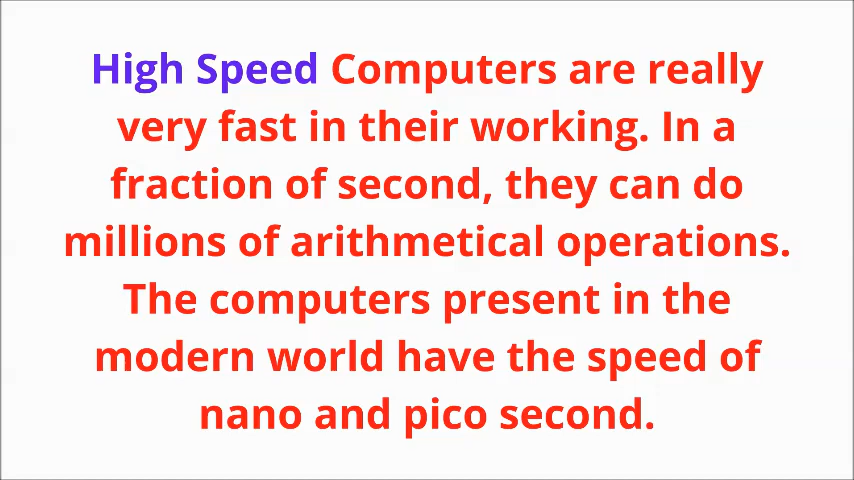 High Speed Computers are really
very fast in their working. In a
fraction of second, they can do
millions of arithmetical operations.
The computers present in the
modern world have the speed of
nano and pico second.